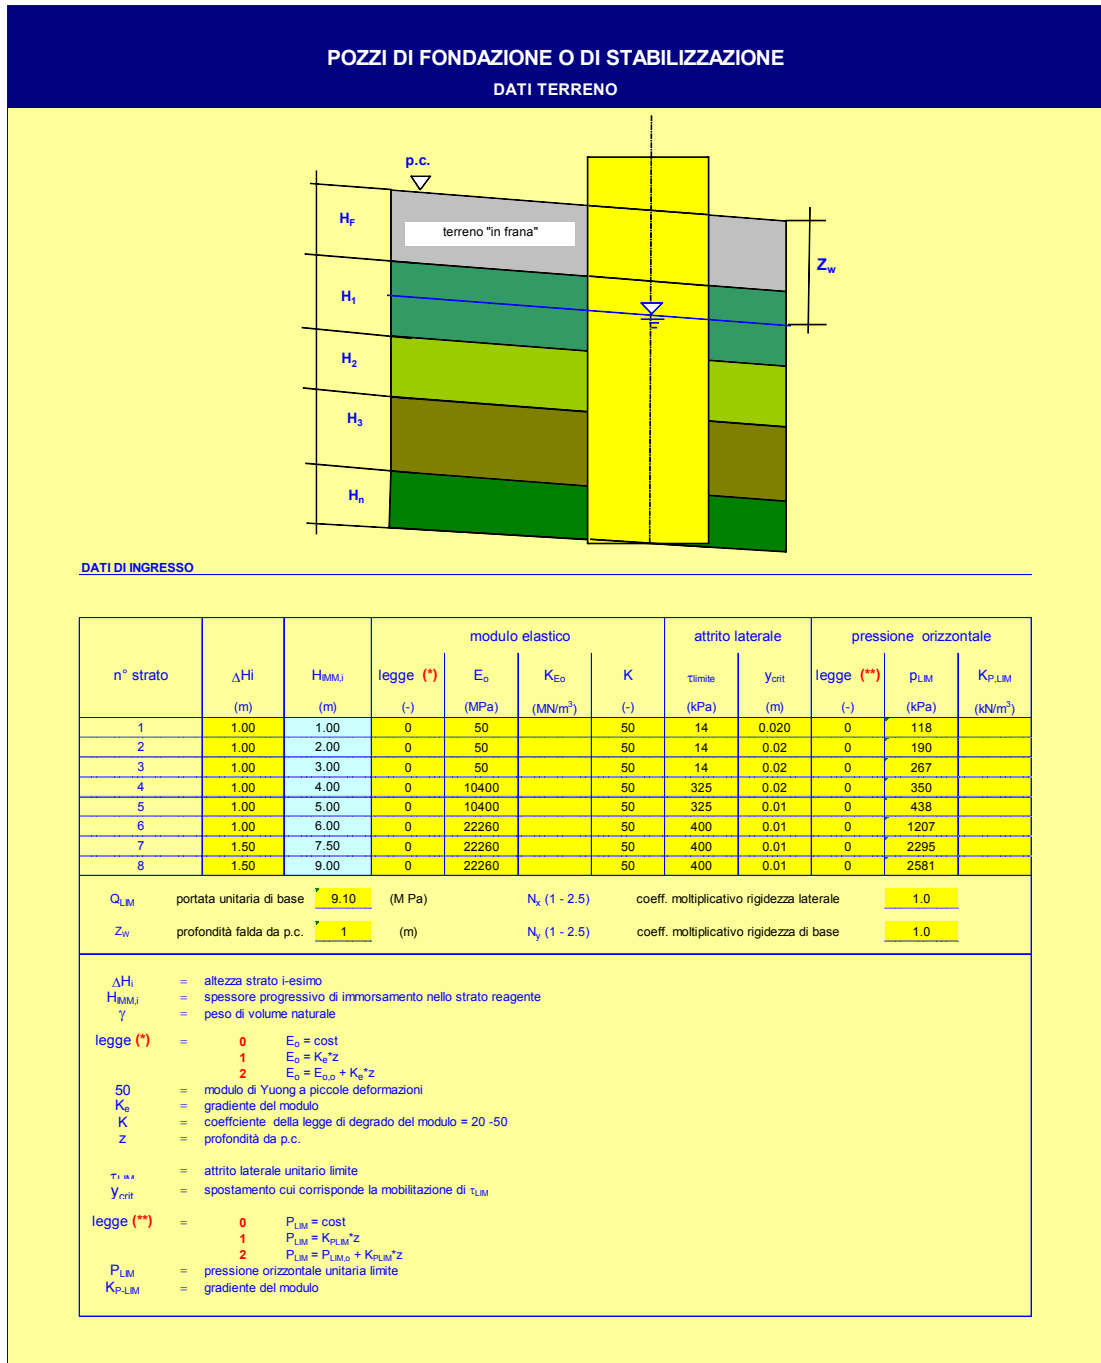 POZZI DI FONDAZIONE O DI STABILIZZAZIONE
DATI TERRENO
p.c.
HF
terreno "in frana"
Zw
H1
H2
H3
Hn
DATI DI INGRESSO
modulo elastico attrito laterale pressione orizzontale
n° strato ΔHi HIMM,i legge (*) Eo KEo K τlimite ycrit legge (**) pLIM KP,LIM
(m) (m) (-) (MPa) (MN/m³) (-) (kPa) (m) (-) (kPa) (kN/m³)
1 1.00 1.00 0 50 50 14 0.020 0 118
2 1.00 2.00 0 50 50 14 0.02 0 190
3 1.00 3.00 0 50 50 14 0.02 0 267
4 1.00 4.00 0 10400 50 325 0.02 0 350
5 1.00 5.00 0 10400 50 325 0.01 0 438
6 1.00 6.00 0 22260 50 400 0.01 0 1207
7 1.50 7.50 0 22260 50 400 0.01 0 2295
8 1.50 9.00 0 22260 50 400 0.01 0 2581
QLIM portata unitaria di base 9.10 (M Pa) Nx (1 - 2.5) coeff. moltiplicativo rigidezza laterale 1.0
Zw profondità falda da p.c. 1 (m) Ny (1 - 2.5) coeff. moltiplicativo rigidezza di base 1.0
ΔHi = altezza strato i-esimo
HIMM,i = spessore progressivo di immorsamento nello strato reagente
γ = peso di volume naturale
legge (*) = 0 Eo = cost
1 Eo = Ke*z
2 Eo = Eo,o + Ke*z
50 = modulo di Yuong a piccole deformazioni
Ke = gradiente del modulo
K = coeffciente della legge di degrado del modulo = 20 -50
z = profondità da p.c.
τLIM = attrito laterale unitario limite
ycrit = spostamento cui corrisponde la mobilitazione di τLIM
legge (**) = 0 PLIM = cost
1 PLIM = KPLIM*z
2 PLIM = PLIM,o + KPLIM*z
PLIM = pressione orizzontale unitaria limite
KP-LIM = gradiente del modulo